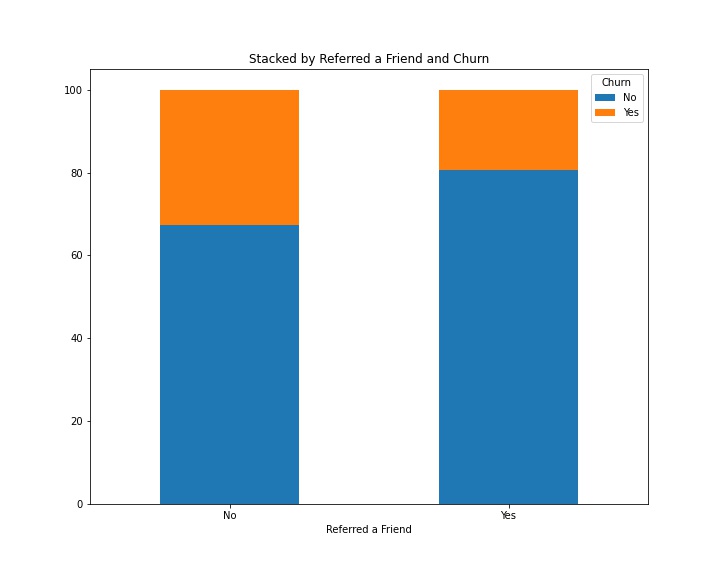 Stacked by Referred a Friend and Churn
Churn
No
Yes
100
80
60
40
20
0
No Yes
Referred a Friend